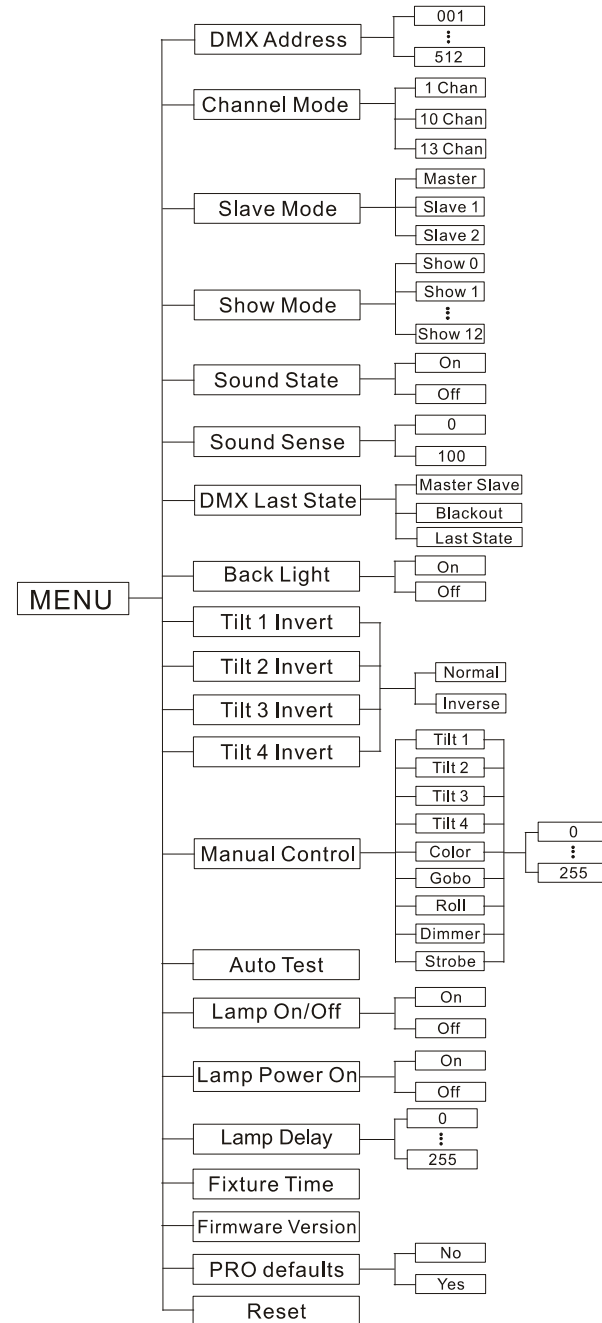 MENU
DMX Address
001
512
Channel Mode
1 Chan
10 Chan
13 Chan
Slave Mode
Master
Slave 1
Slave 2
Show Mode
Show 0
Show 1
Show 12
Sound State
On
Off
Sound Sense
0
100
DMX Last State
Master Slave
Blackout
Last State
Back Light
On
Off
Tilt 1 Invert
Tilt 2 Invert
Tilt 3 Invert
Tilt 4 Invert
Normal
Inverse
Manual Control
Tilt 1
Tilt 2
Tilt 3
Tilt 4
Color
Gobo
Roll
Dimmer
Strobe
0
255
Auto Test
Lamp On/Off
On
Off
Lamp Power On
On
Off
Lamp Delay
0
255
Fixture Time
Firmware Version
PRO defaults
No
Yes
Reset